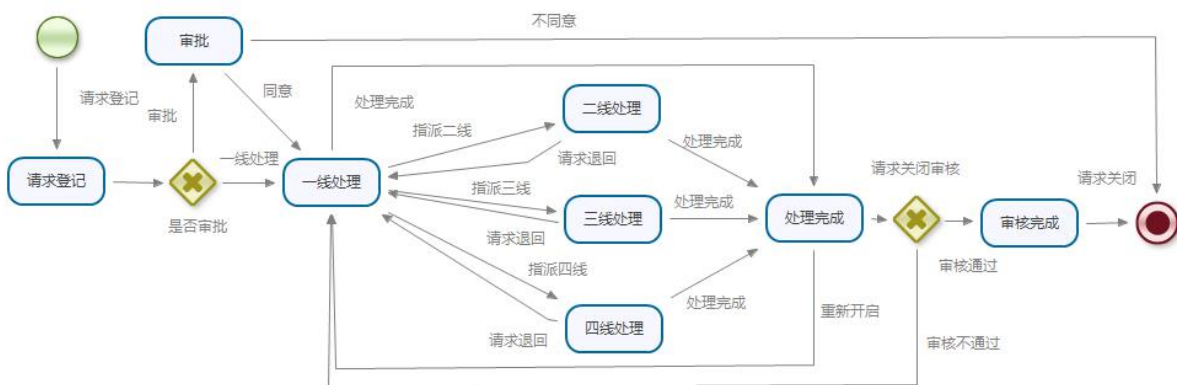 不同意
审批
请求登记
同意
处理完成
二线处理
审批
指派二线
处理完成
一线处理
请求退回
请求关闭审核
请求登记
一线处理
指派三线
请求关闭
处理完成
三线处理
处理完成
审核完成
是否审批
请求退回
指派四线
审核通过
处理完成
四线处理
重新开启
请求退回
审核不通过